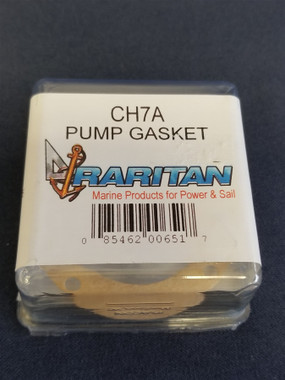 CH7A
PUMP GASKET
RARITAN
Marine Products for Power & Sail
0 85462 00651 7